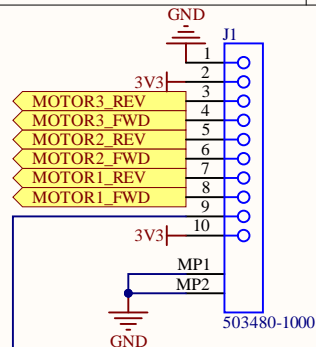 GND
J1
1
3V3 2
MOTOR3_REV 3
MOTOR3_FWD 4
MOTOR2_REV 5
MOTOR2_FWD 6
MOTOR1_REV 7
MOTOR1_FWD 8
9
3V3 10
MP1
MP2
503480-1000
GND